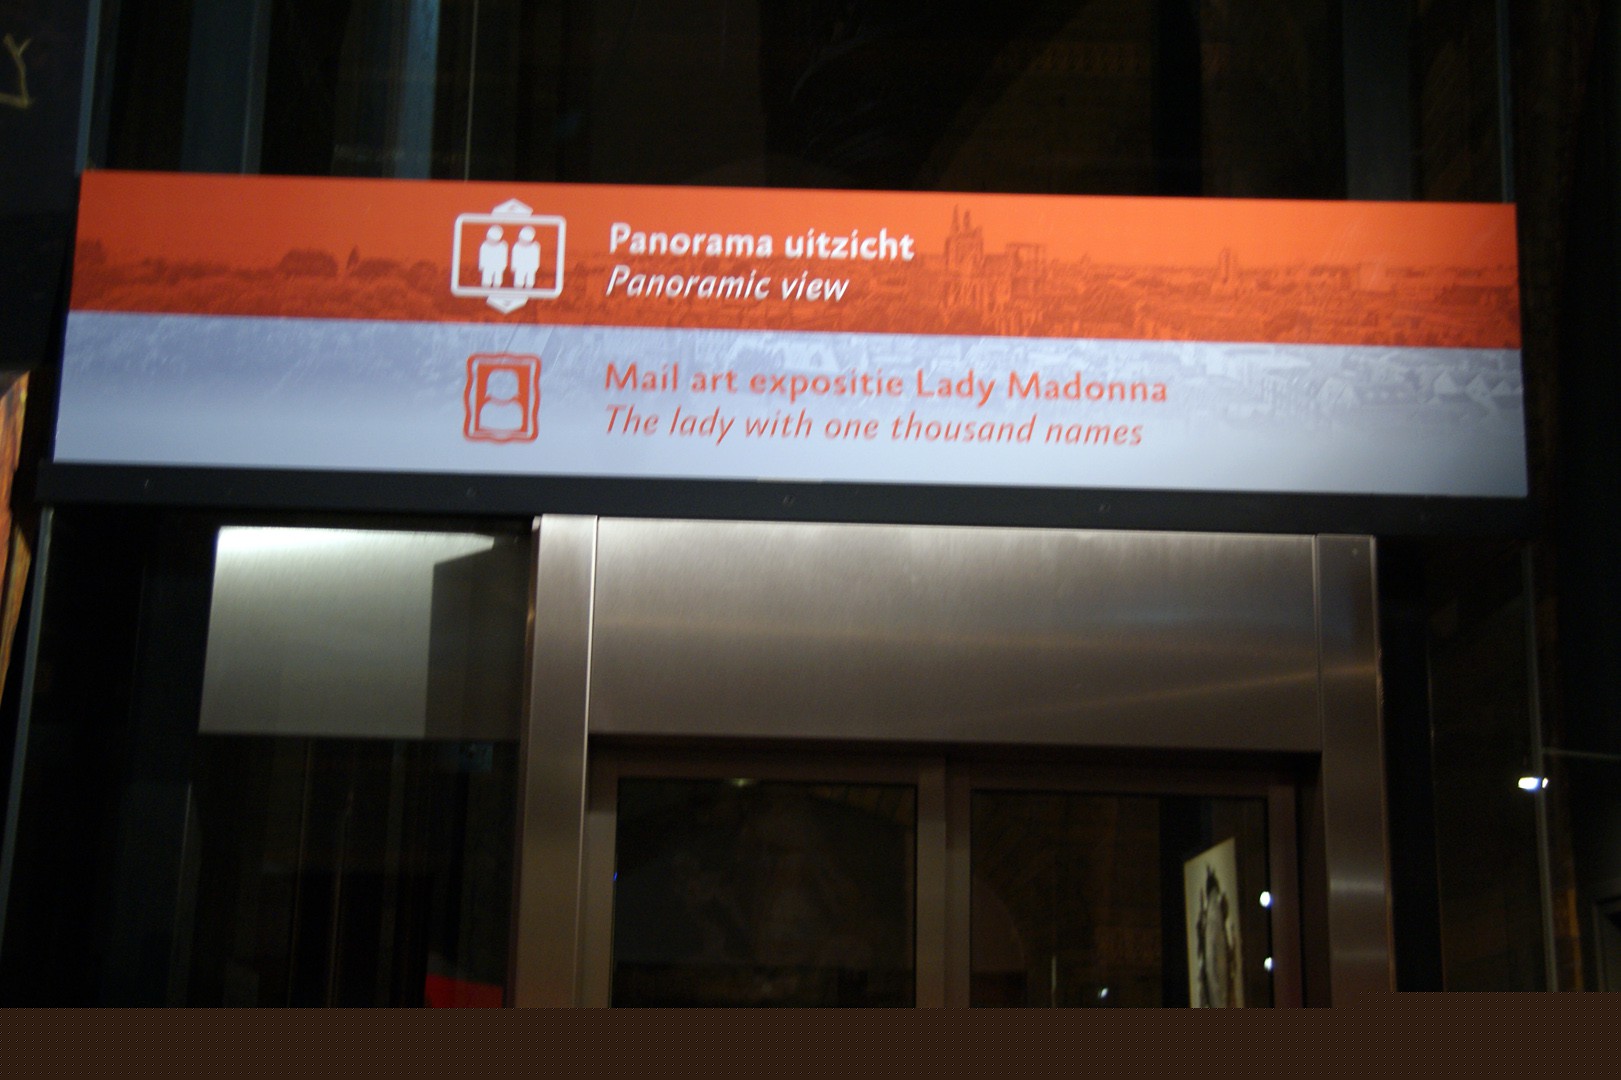 Panorama uitzicht
Panoramic view
Mail art expositie Lady Madonna
The lady with one thousand names